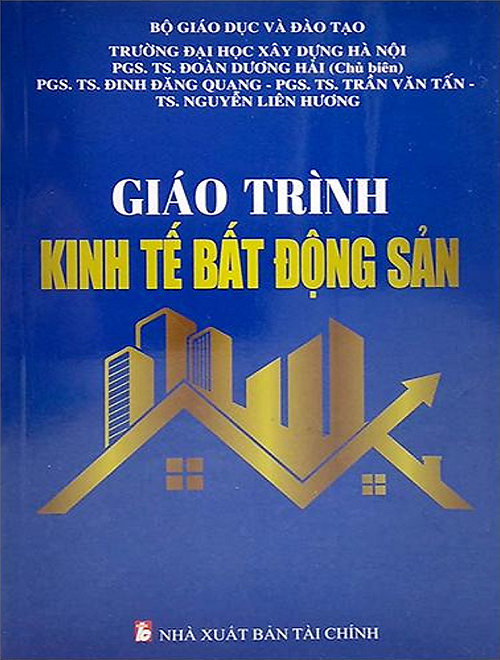 BỘ GIÁO DỤC VÀ ĐÀO TẠO
TRƯỜNG ĐẠI HỌC XÂY DỰNG HÀ NỘI
PGS. TS. ĐOÀN DƯƠNG HẢI (Chủ biên)
PGS. TS. ĐINH ĐĂNG QUANG - PGS. TS. TRẦN VĂN TẤN -
TS. NGUYỄN LIÊN HƯƠNG
GIÁO TRÌNH
KINH TẾ BẤT ĐỘNG SẢN
NHÀ XUẤT BẢN TÀI CHÍNH